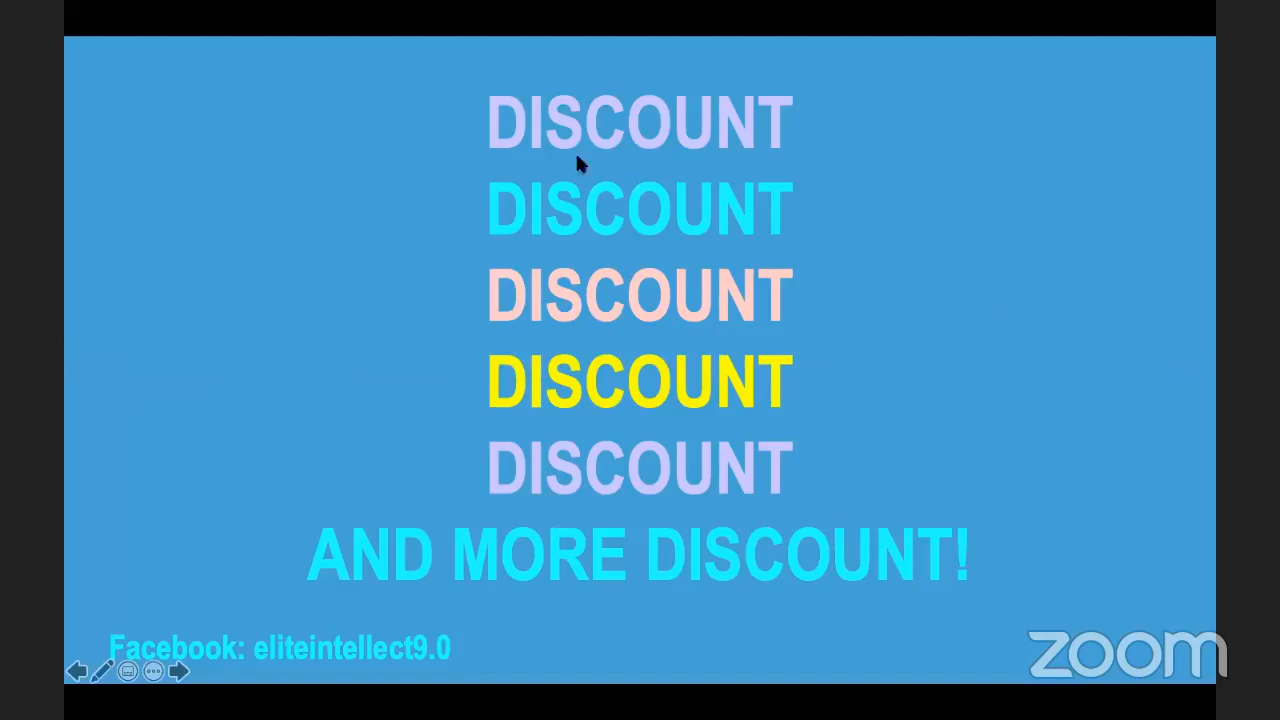 DISCOUNT
DISCOUNT
DISCOUNT
DISCOUNT
DISCOUNT
AND MORE DISCOUNT!
Facebook: eliteintellect9.0
zoom